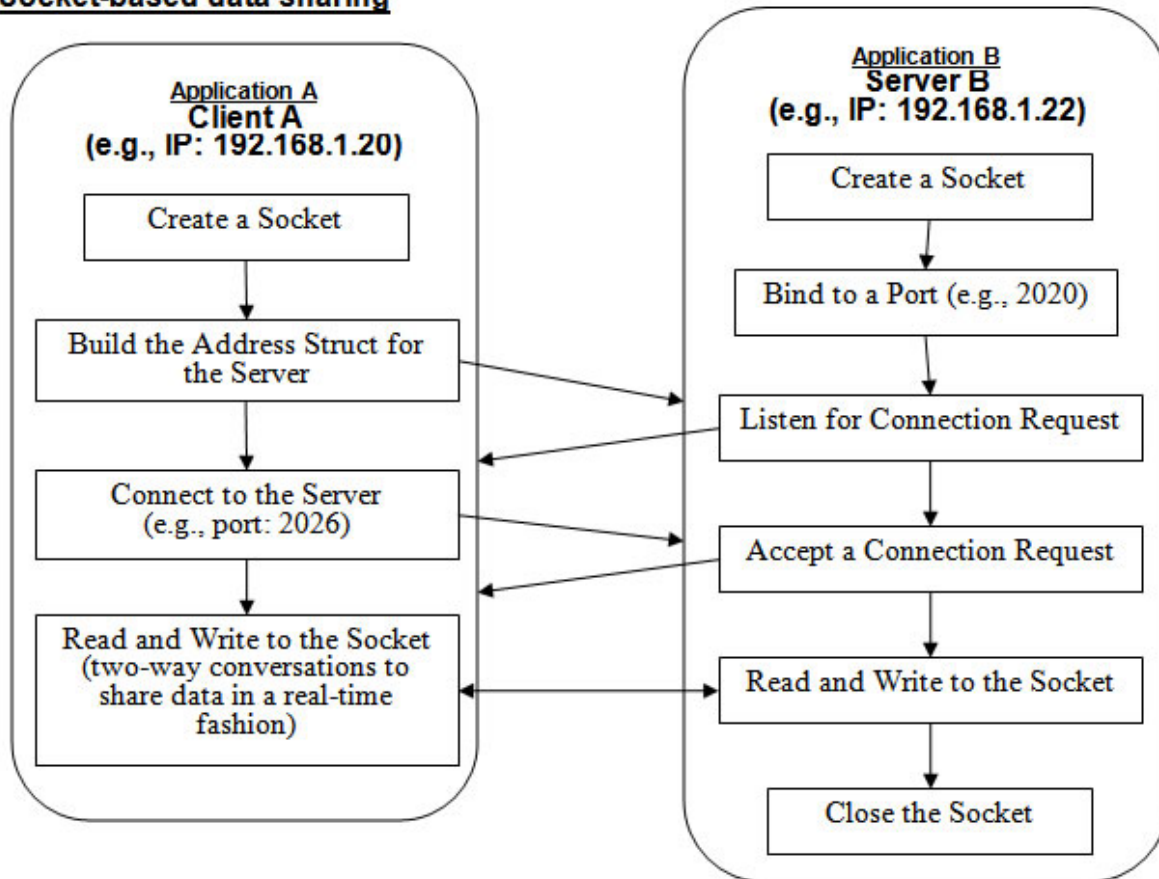 Socket-based data sharing
Application A
Client A
(e.g., IP: 192.168.1.20)
Create a Socket
Build the Address Struct for
the Server
Connect to the Server
(e.g., port: 2026)
Read and Write to the Socket
(two-way conversations to
share data in a real-time
fashion)
Application B
Server B
(e.g., IP: 192.168.1.22)
Create a Socket
Bind to a Port (e.g., 2020)
Listen for Connection Request
Accept a Connection Request
Read and Write to the Socket
Close the Socket